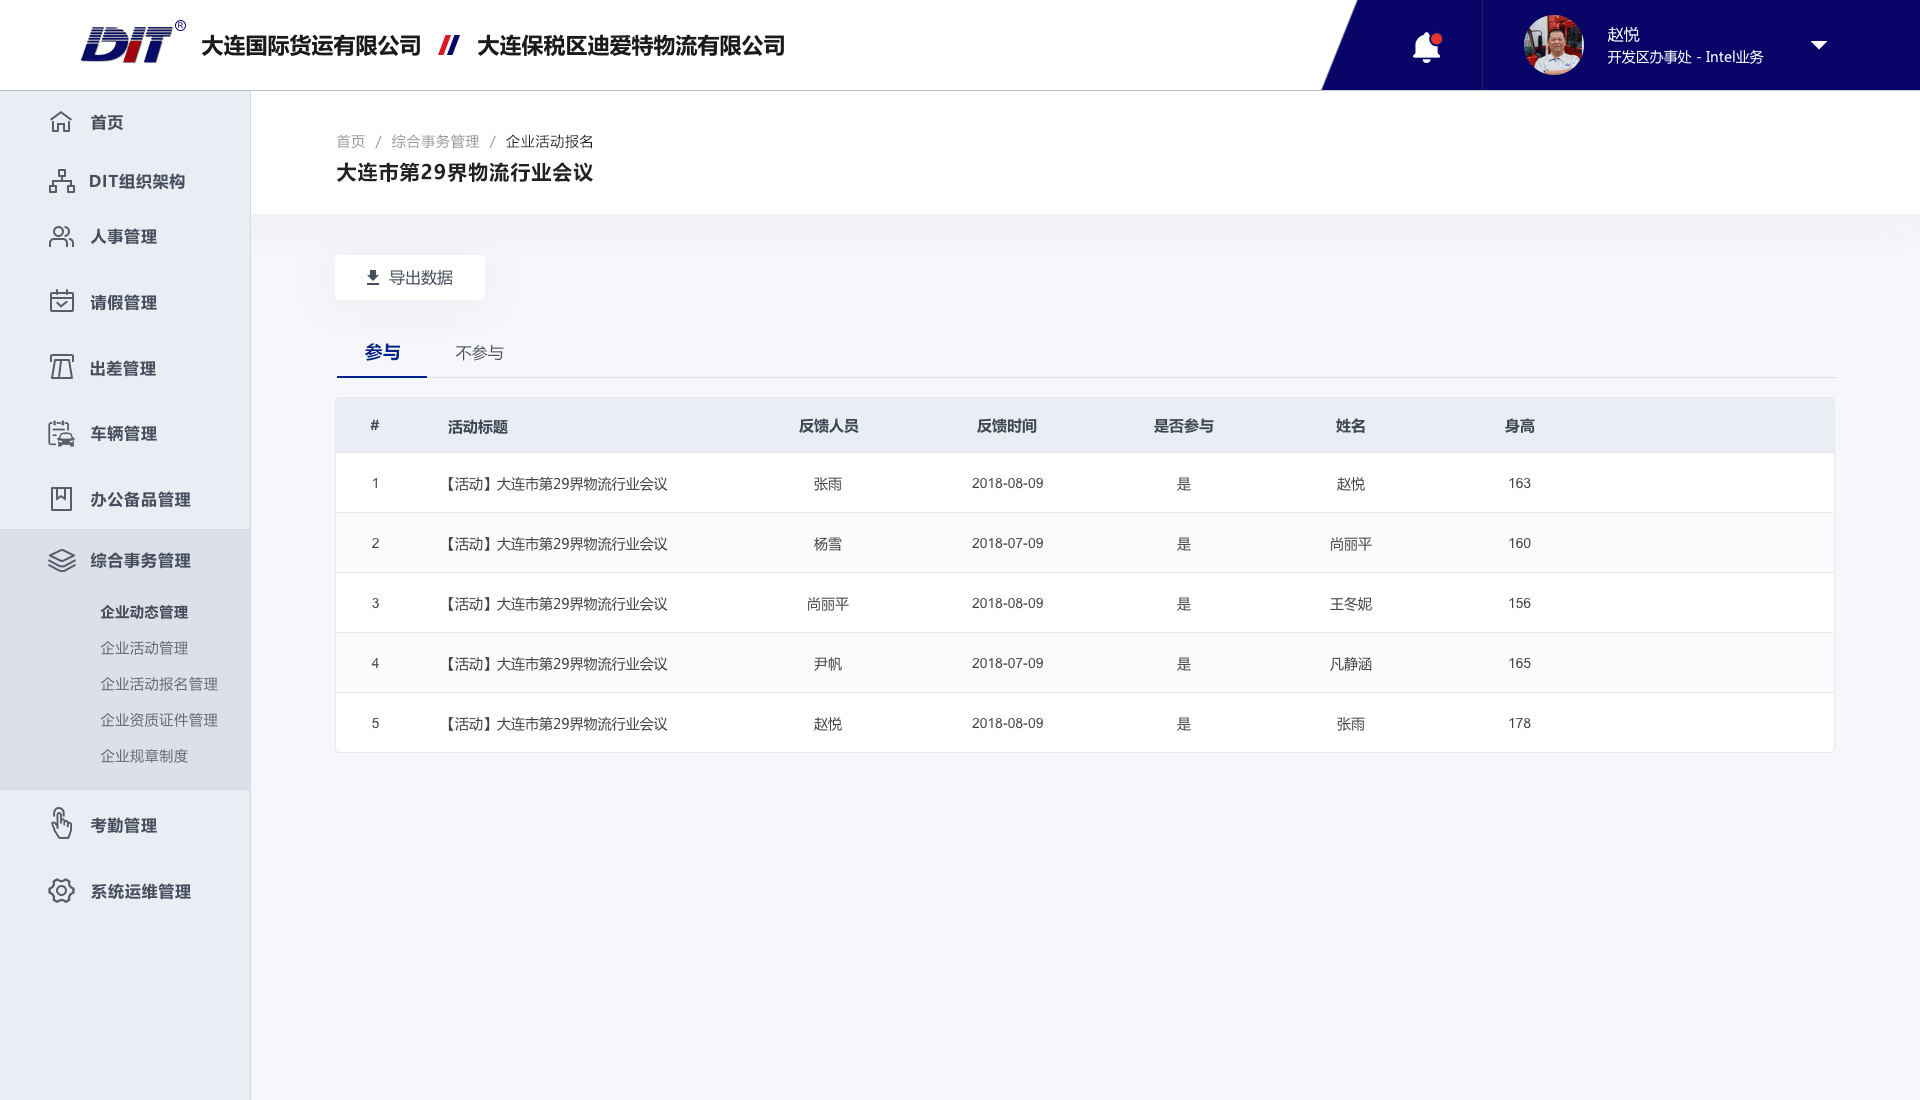 DIT® 大连国际货运有限公司 // 大连保税区迪爱特物流有限公司
赵悦
开发区办事处 - Intel业务
首页
DIT组织架构
人事管理
请假管理
出差管理
车辆管理
办公备品管理
综合事务管理
企业动态管理
企业活动管理
企业活动报名管理
企业资质证件管理
企业规章制度
考勤管理
系统运维管理
首页 / 综合事务管理 / 企业活动报名
大连市第29界物流行业会议
导出数据
参与 不参与
# 活动标题 反馈人员 反馈时间 是否参与 姓名 身高
1 【活动】大连市第29界物流行业会议 张雨 2018-08-09 是 赵悦 163
2 【活动】大连市第29界物流行业会议 杨雪 2018-07-09 是 尚丽平 160
3 【活动】大连市第29界物流行业会议 尚丽平 2018-08-09 是 王冬妮 156
4 【活动】大连市第29界物流行业会议 尹帆 2018-07-09 是 凡静涵 165
5 【活动】大连市第29界物流行业会议 赵悦 2018-08-09 是 张雨 178